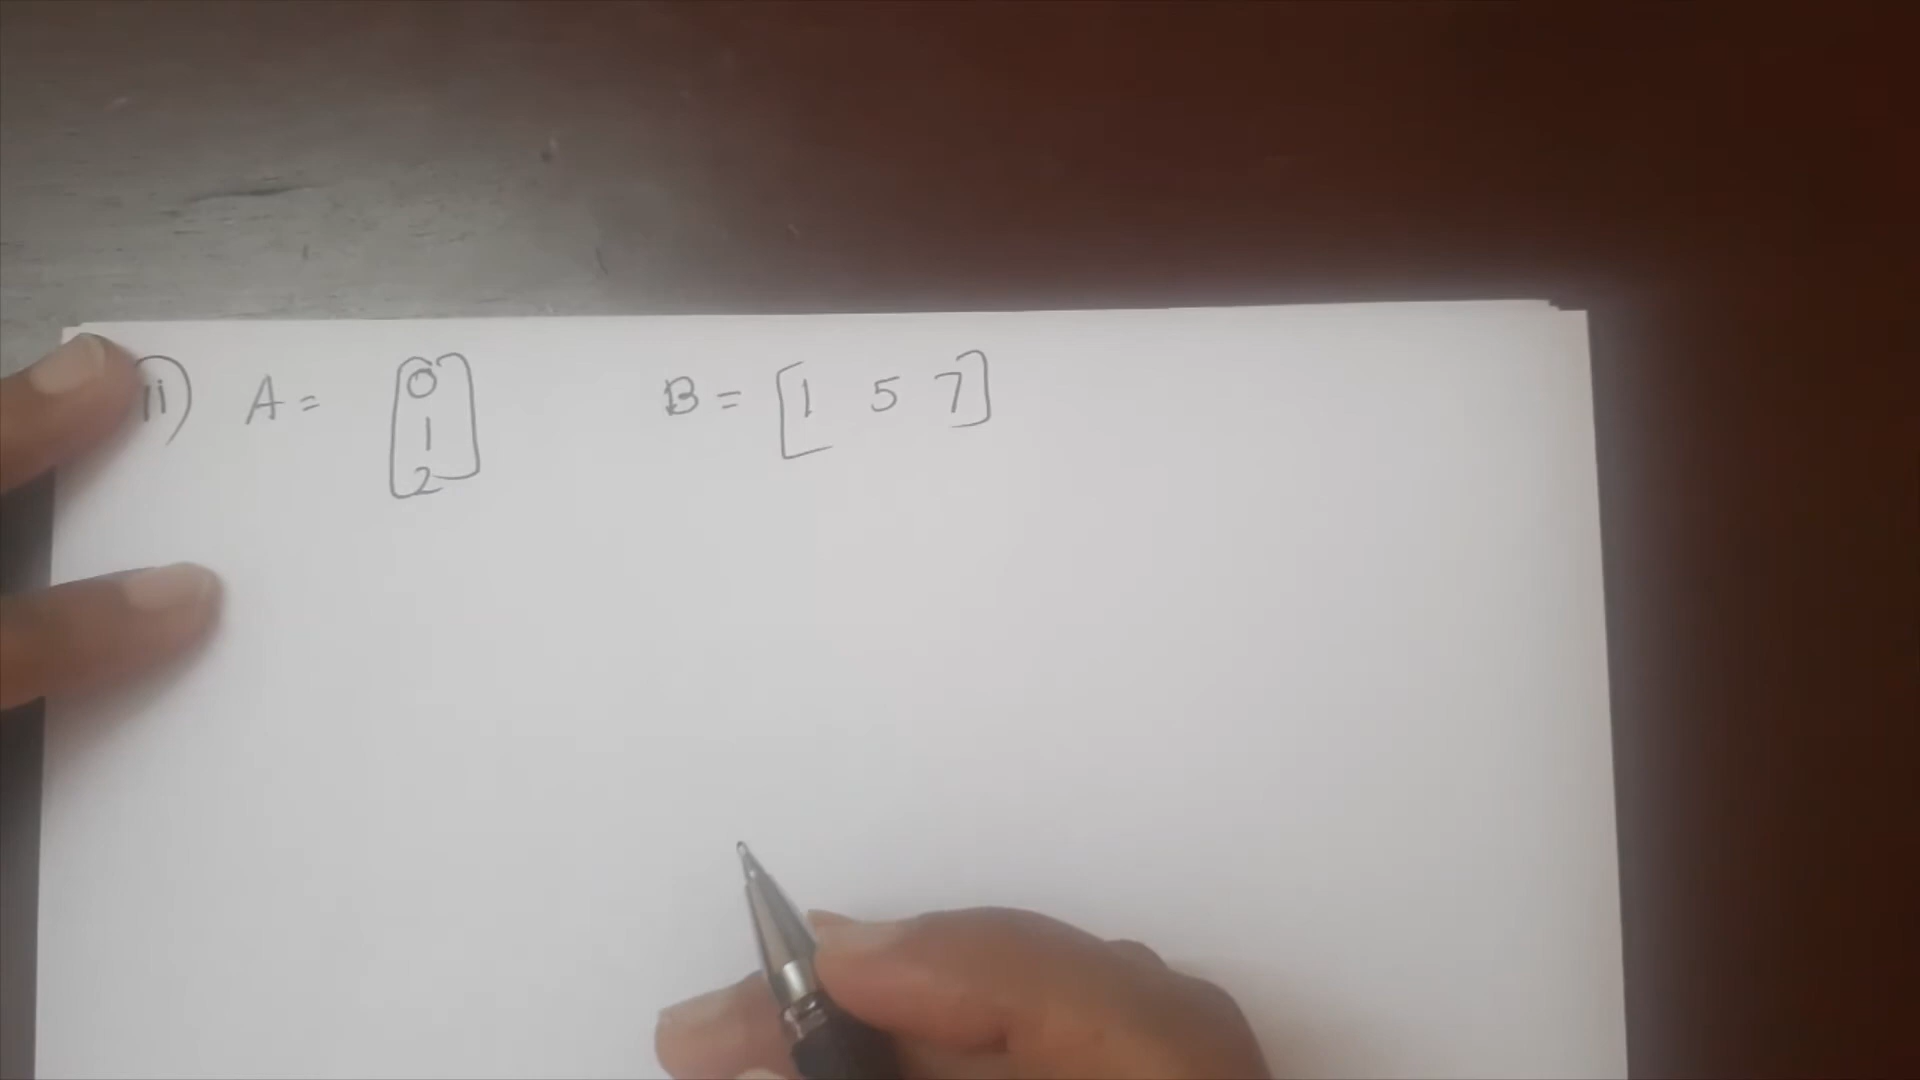 ii) A = [0 B = [1 5 7]
1
2]